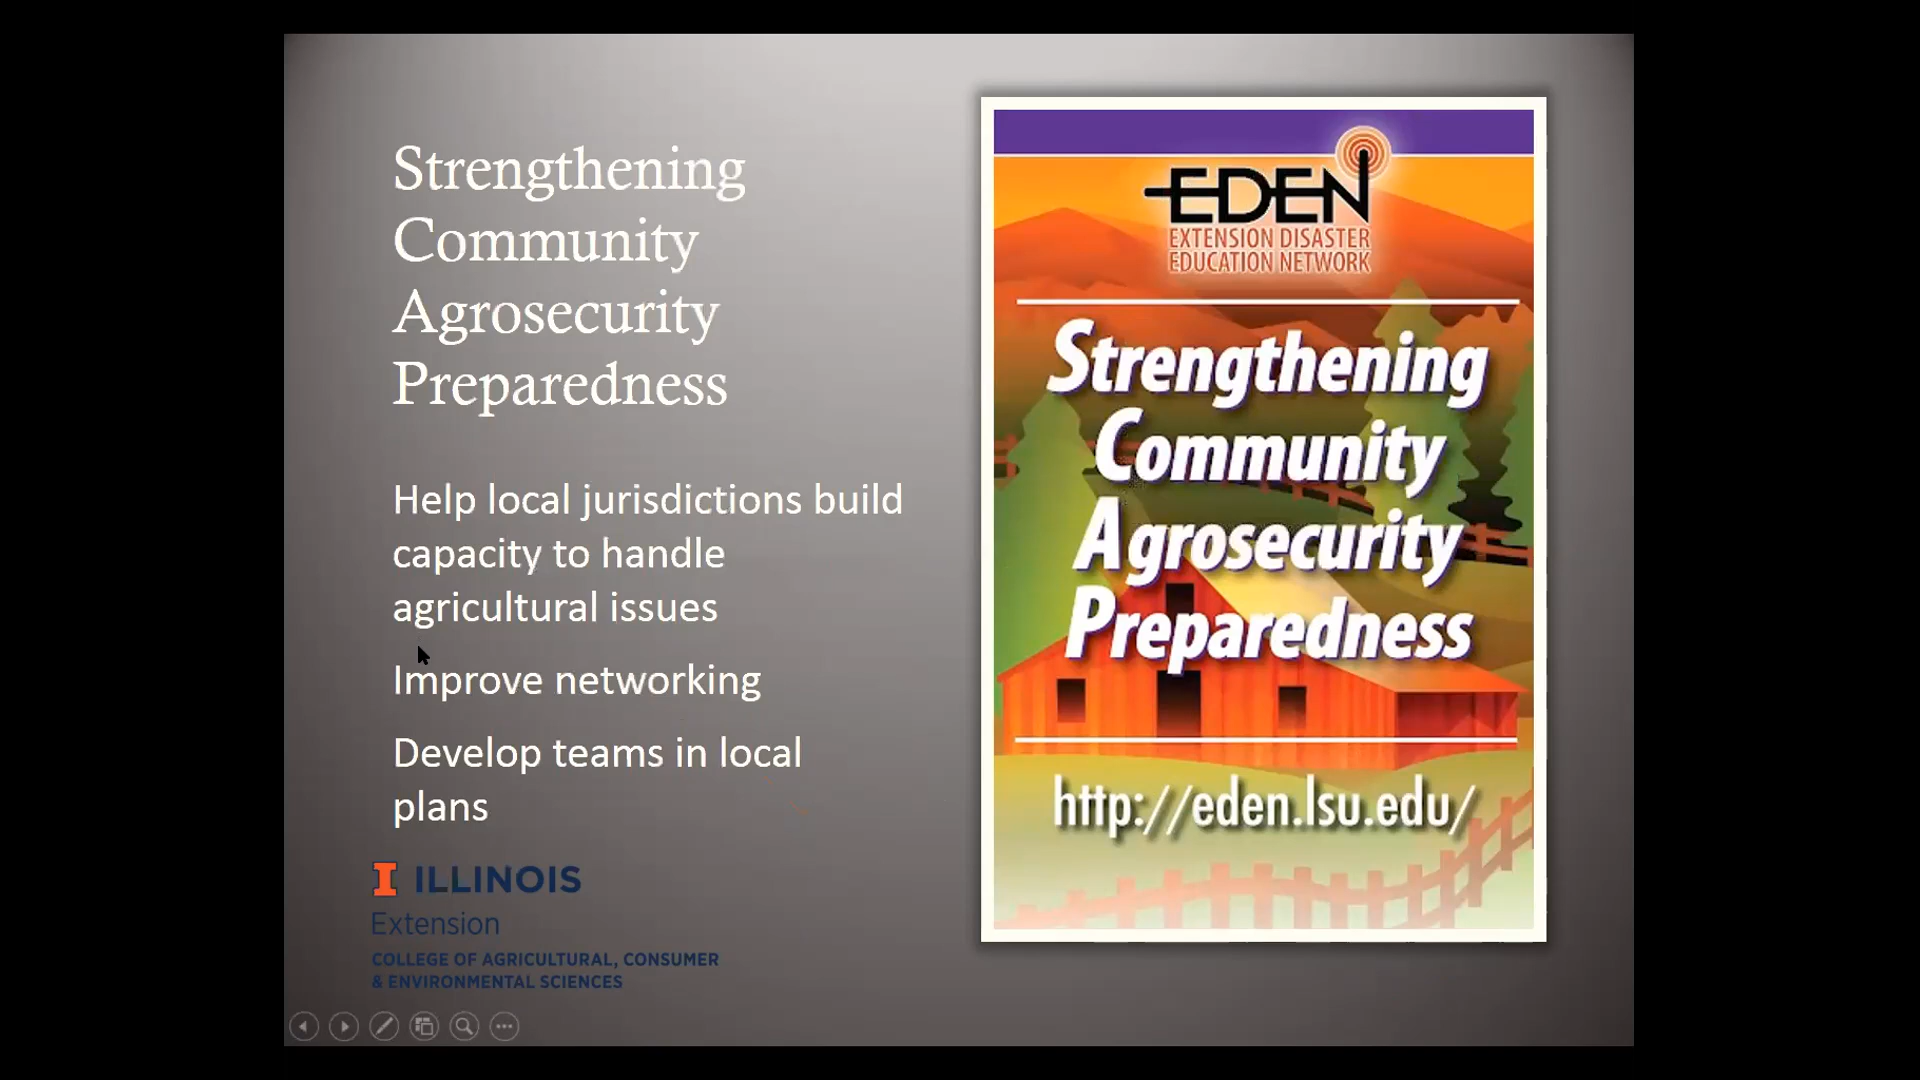 Strengthening
Community
Agrosecurity
Preparedness
Help local jurisdictions build
capacity to handle
agricultural issues
Improve networking
Develop teams in local
plans
ILLINOIS
Extension
COLLEGE OF AGRICULTURAL, CONSUMER
& ENVIRONMENTAL SCIENCES
EDEN
EXTENSION DISASTER
EDUCATION NETWORK
Strengthening
Community
Agrosecurity
Preparedness
http://eden.lsu.edu/